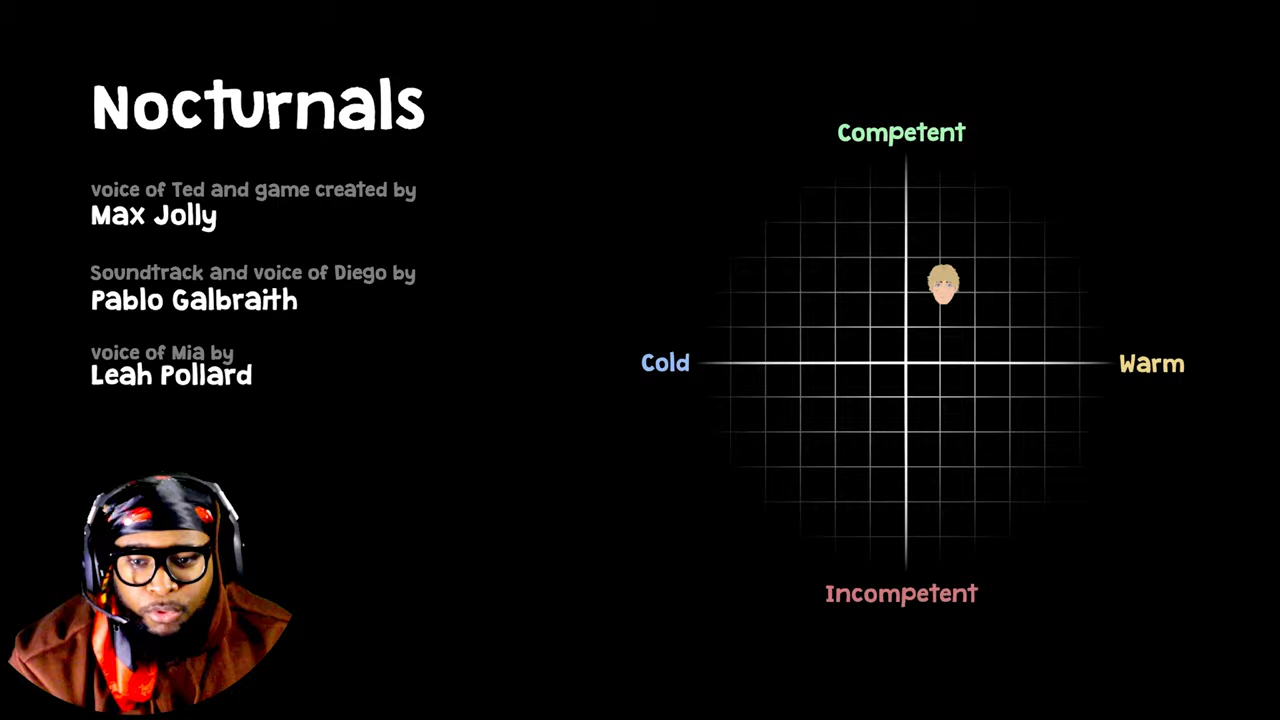 Nocturnals
voice of Ted and game created by
Max Jolly
Soundtrack and voice of Diego by
Pablo Galbraith
voice of Mia by
Leah Pollard
Competent
Cold
Warm
Incompetent